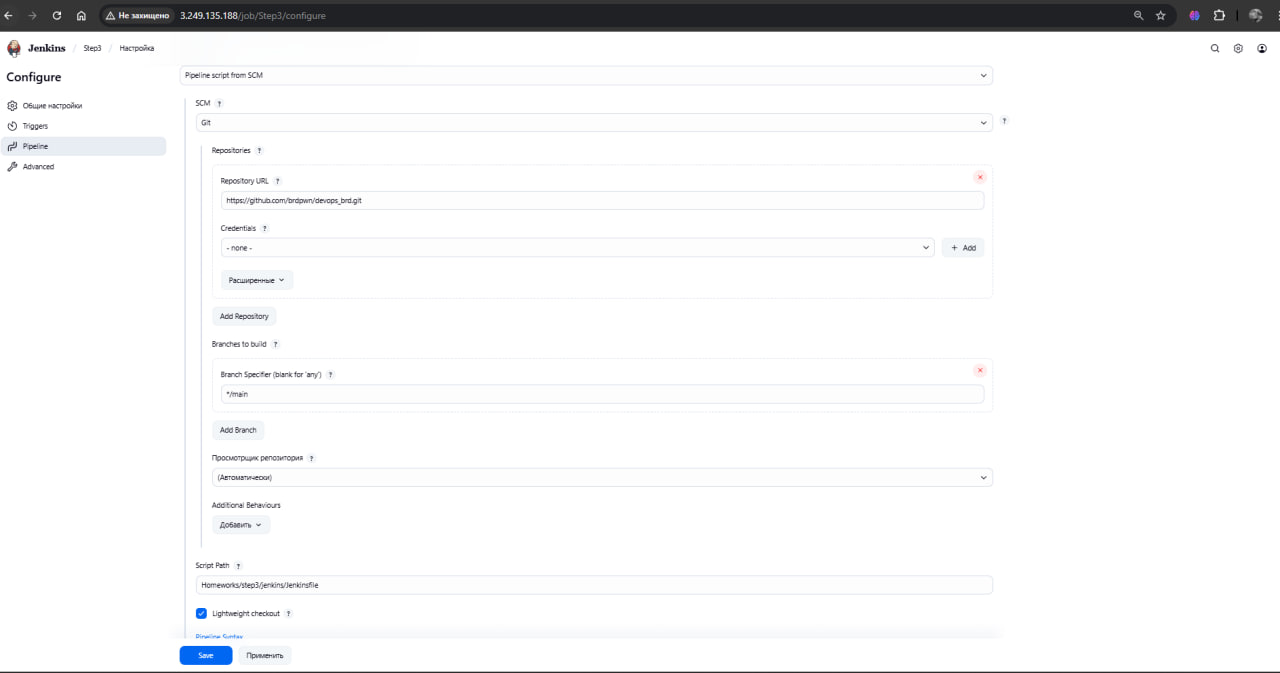 Не захищено 3.249.135.188/job/Step3/configure
Jenkins / Step3 / Настройка
Configure
Общие настройки
Triggers
Pipeline
Advanced
Pipeline script from SCM
SCM ?
Git
?
Repositories ?
Repository URL ?
https://github.com/brdpwn/devops_brd.git
Credentials ?
- none -
+ Add
Расширенные
Add Repository
Branches to build ?
Branch Specifier (blank for 'any') ?
*/main
Add Branch
Просмотрщик репозитория ?
(Автоматически)
Additional Behaviours
Добавить
Script Path ?
Homeworks/step3/jenkins/Jenkinsfile
Lightweight checkout ?
Pipeline Syntax
Save Применить